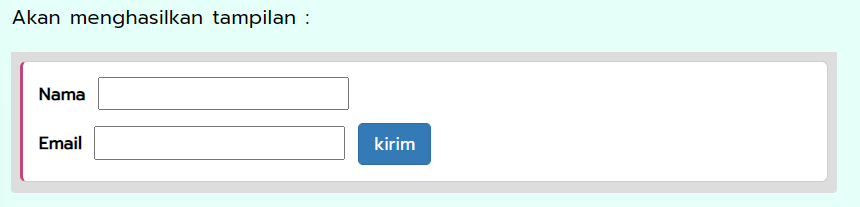 Akan menghasilkan tampilan :
Nama
Email kirim